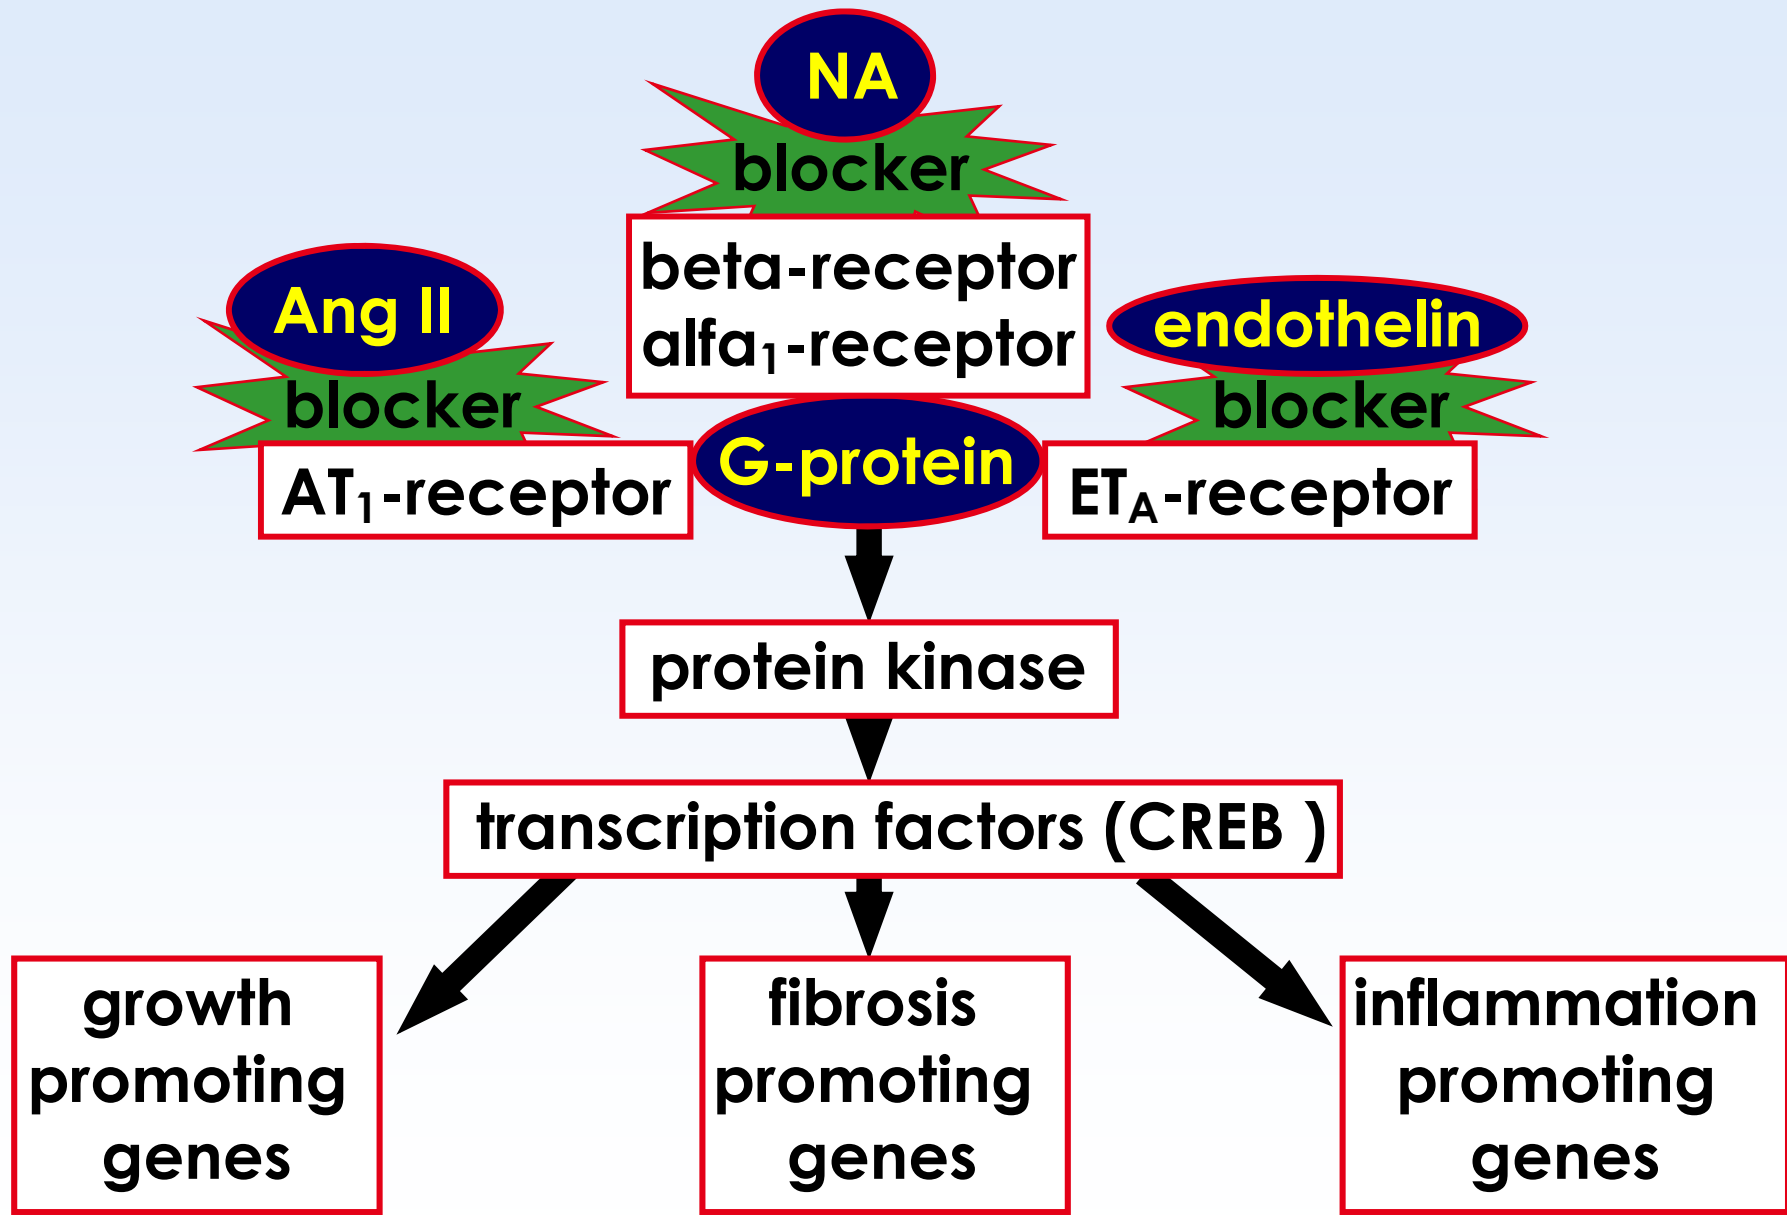 NA
blocker
beta-receptor
alfa₁-receptor
Ang II
blocker
AT₁-receptor
G-protein
endothelin
blocker
ET_A-receptor
protein kinase
transcription factors (CREB )
growth
promoting
genes
fibrosis
promoting
genes
inflammation
promoting
genes